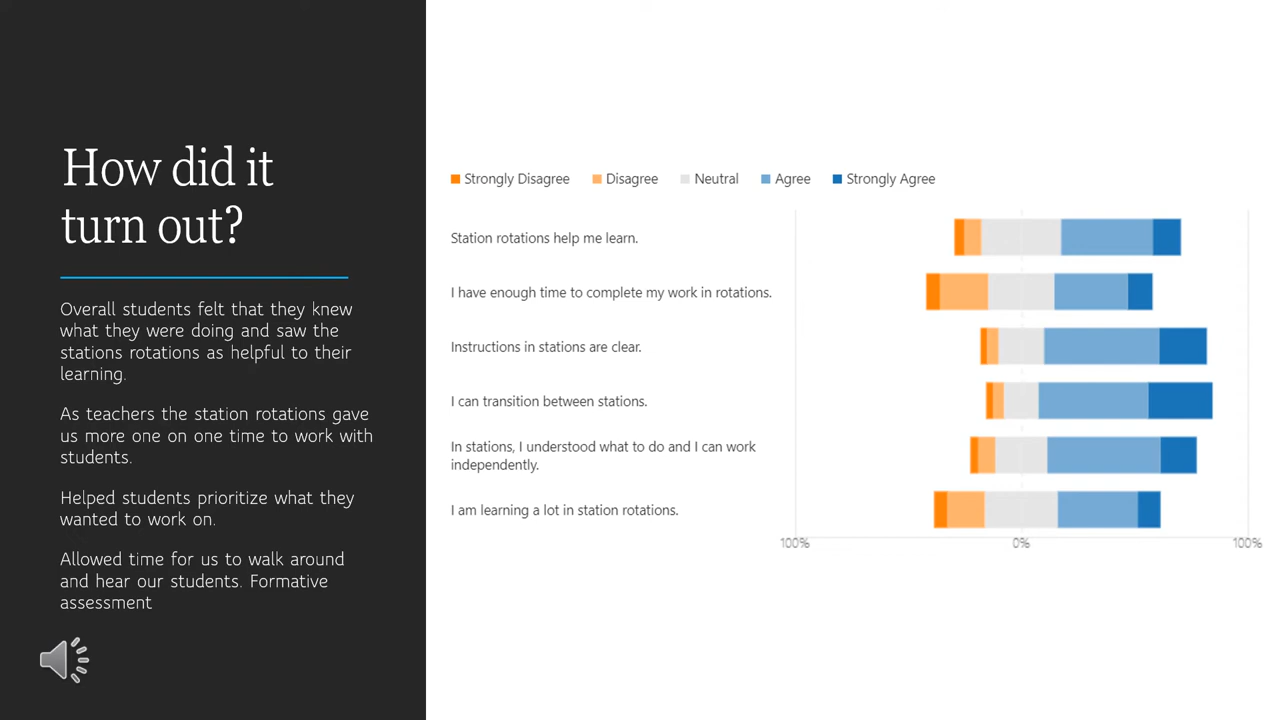 How did it
turn out?
Overall students felt that they knew
what they were doing and saw the
stations rotations as helpful to their
learning.
As teachers the station rotations gave
us more one on one time to work with
students.
Helped students prioritize what they
wanted to work on.
Allowed time for us to walk around
and hear our students. Formative
assessment
Strongly Disagree Disagree Neutral Agree Strongly Agree
Station rotations help me learn.
I have enough time to complete my work in rotations.
Instructions in stations are clear.
I can transition between stations.
In stations, I understood what to do and I can work
independently.
I am learning a lot in station rotations.
100% 0% 100%